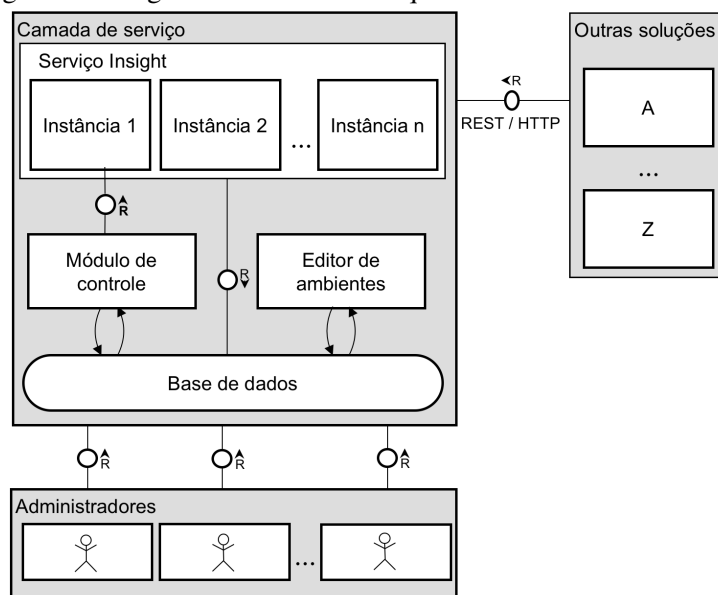 Camada de serviço
Serviço Insight
Instância 1
Instância 2
...
Instância n
R
R
Módulo de
controle
Editor de
ambientes
Base de dados
R
REST / HTTP
Outras soluções
A
...
Z
R
R
R
Administradores
...